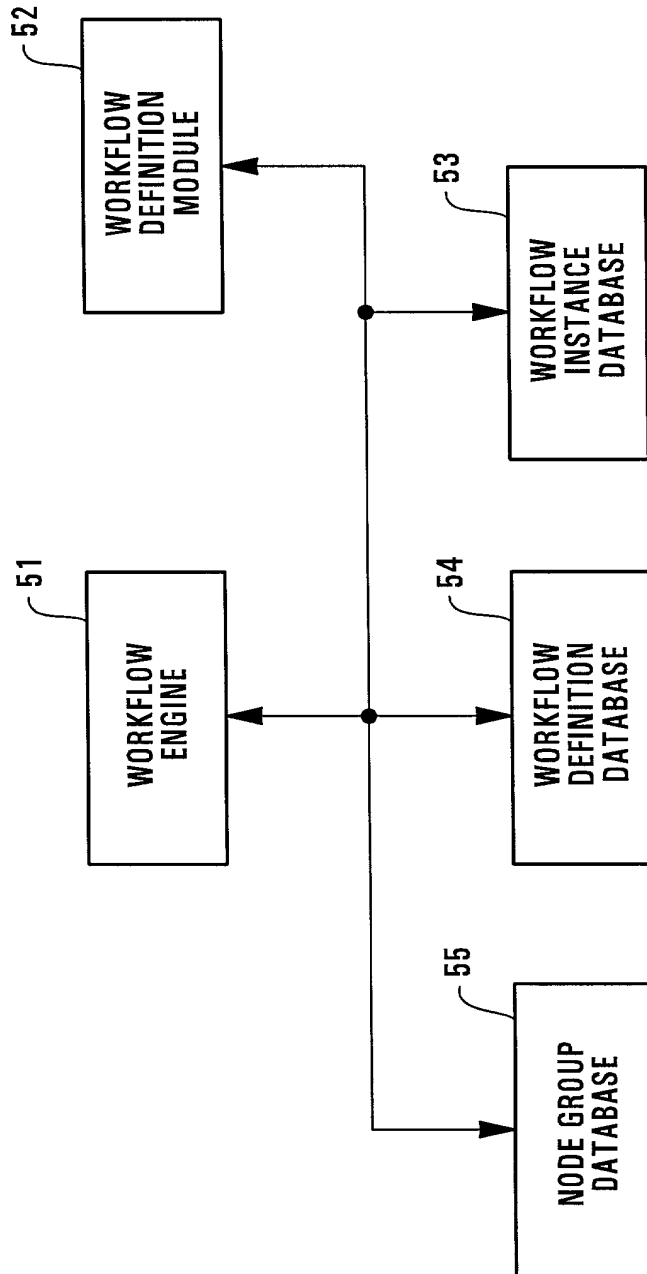 51
WORKFLOW
ENGINE
52
WORKFLOW
DEFINITION
MODULE
55
NODE GROUP
DATABASE
54
WORKFLOW
DEFINITION
DATABASE
53
WORKFLOW
INSTANCE
DATABASE